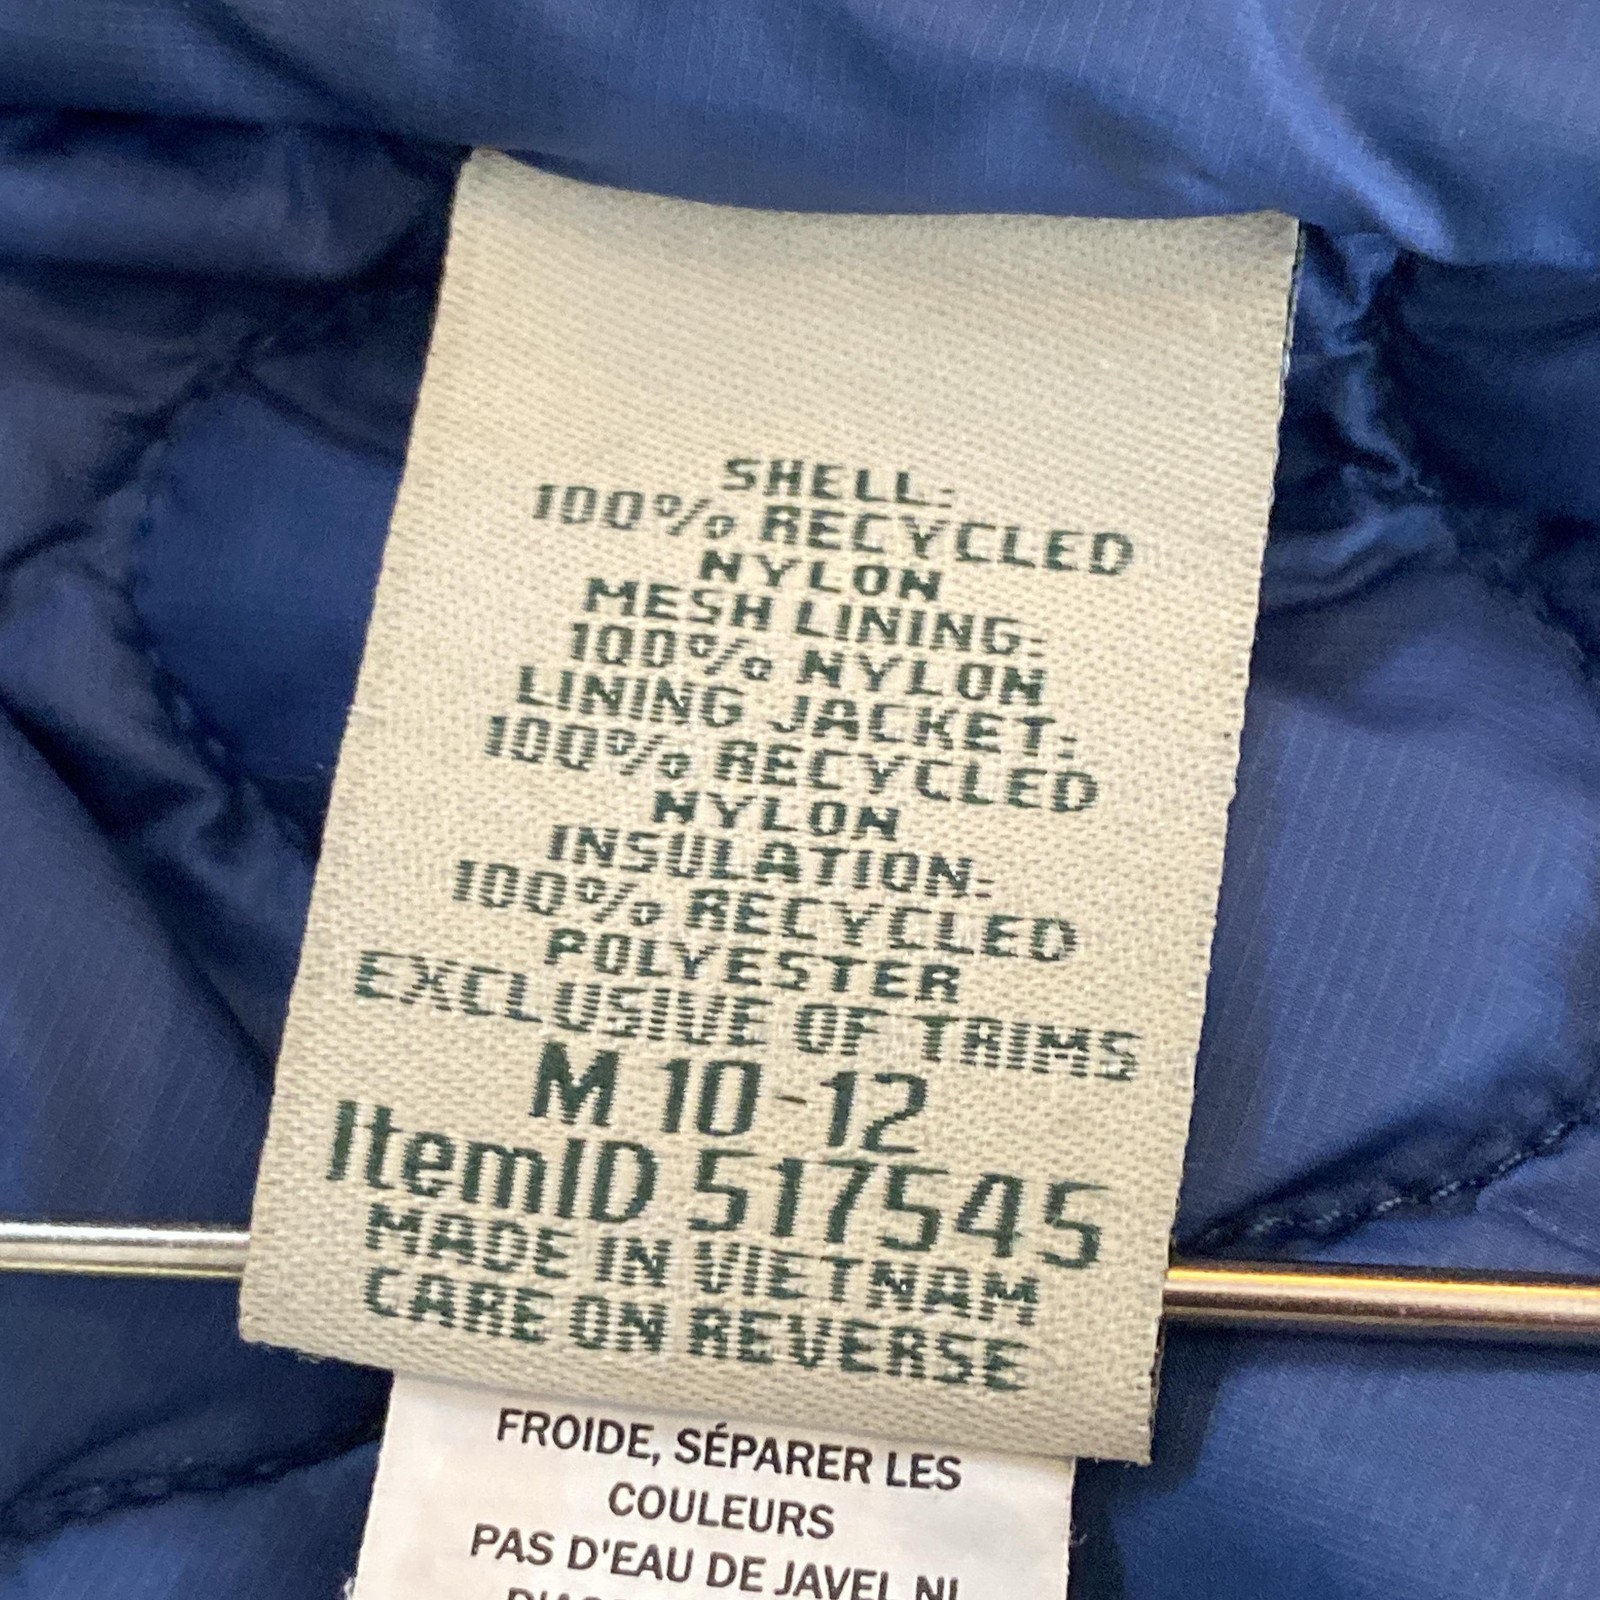 SHELL:
100% RECYCLED
NYLON
MESH LINING:
100% NYLON
LINING JACKET:
100% RECYCLED
NYLON
INSULATION:
100% RECYCLED
POLYESTER
EXCLUSIVE OF TRIMS
M 10-12
ItemID 517545
MADE IN VIETNAM
CARE ON REVERSE
FROIDE, SÉPARER LES
COULEURS
PAS D'EAU DE JAVEL NI